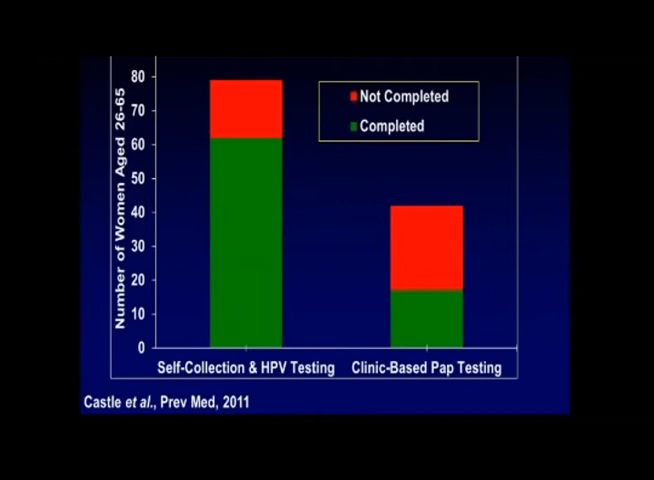 80
70
60
50
40
30
20
10
0
Number of Women Aged 26-65
Not Completed
Completed
Self-Collection & HPV Testing
Clinic-Based Pap Testing
Castle et al., Prev Med, 2011